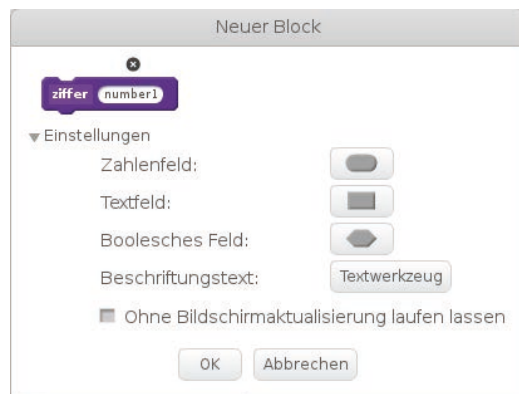 Neuer Block
ziffer number1
Einstellungen
Zahlenfeld:
Textfeld:
Boolesches Feld:
Beschriftungstext: Textwerkzeug
Ohne Bildschirmaktualisierung laufen lassen
OK Abbrechen